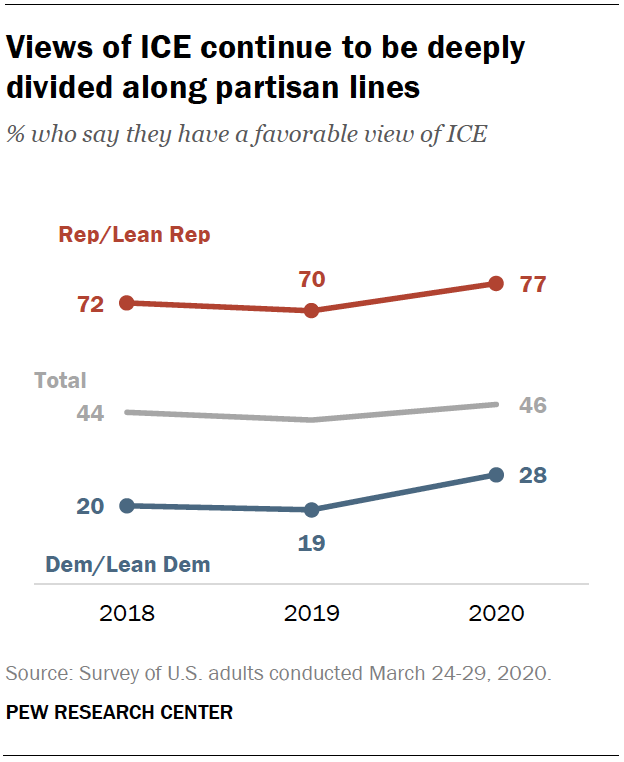 Views of ICE continue to be deeply
divided along partisan lines
% who say they have a favorable view of ICE
Rep/Lean Rep
72
70
77
Total
44
46
20
19
28
Dem/Lean Dem
2018
2019
2020
Source: Survey of U.S. adults conducted March 24-29, 2020.
PEW RESEARCH CENTER